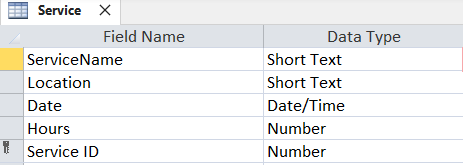 Service
Field Name Data Type
ServiceName Short Text
Location Short Text
Date Date/Time
Hours Number
Service ID Number